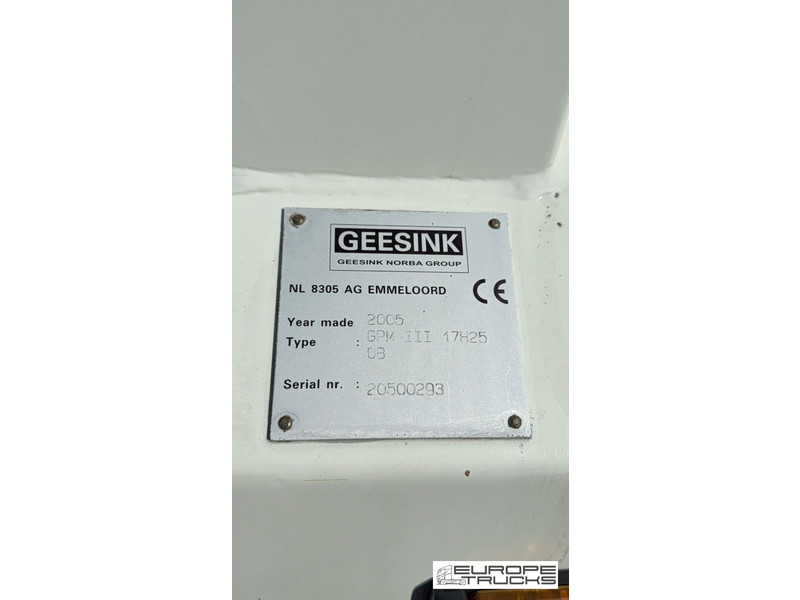 GEESINK
GEESINK NORBA GROUP
NL 8305 AG EMMELOORD CE
Year made 2005
Type : GPM III 17H25
OB
Serial nr. : 20500293
EUROPE
TRUCKS